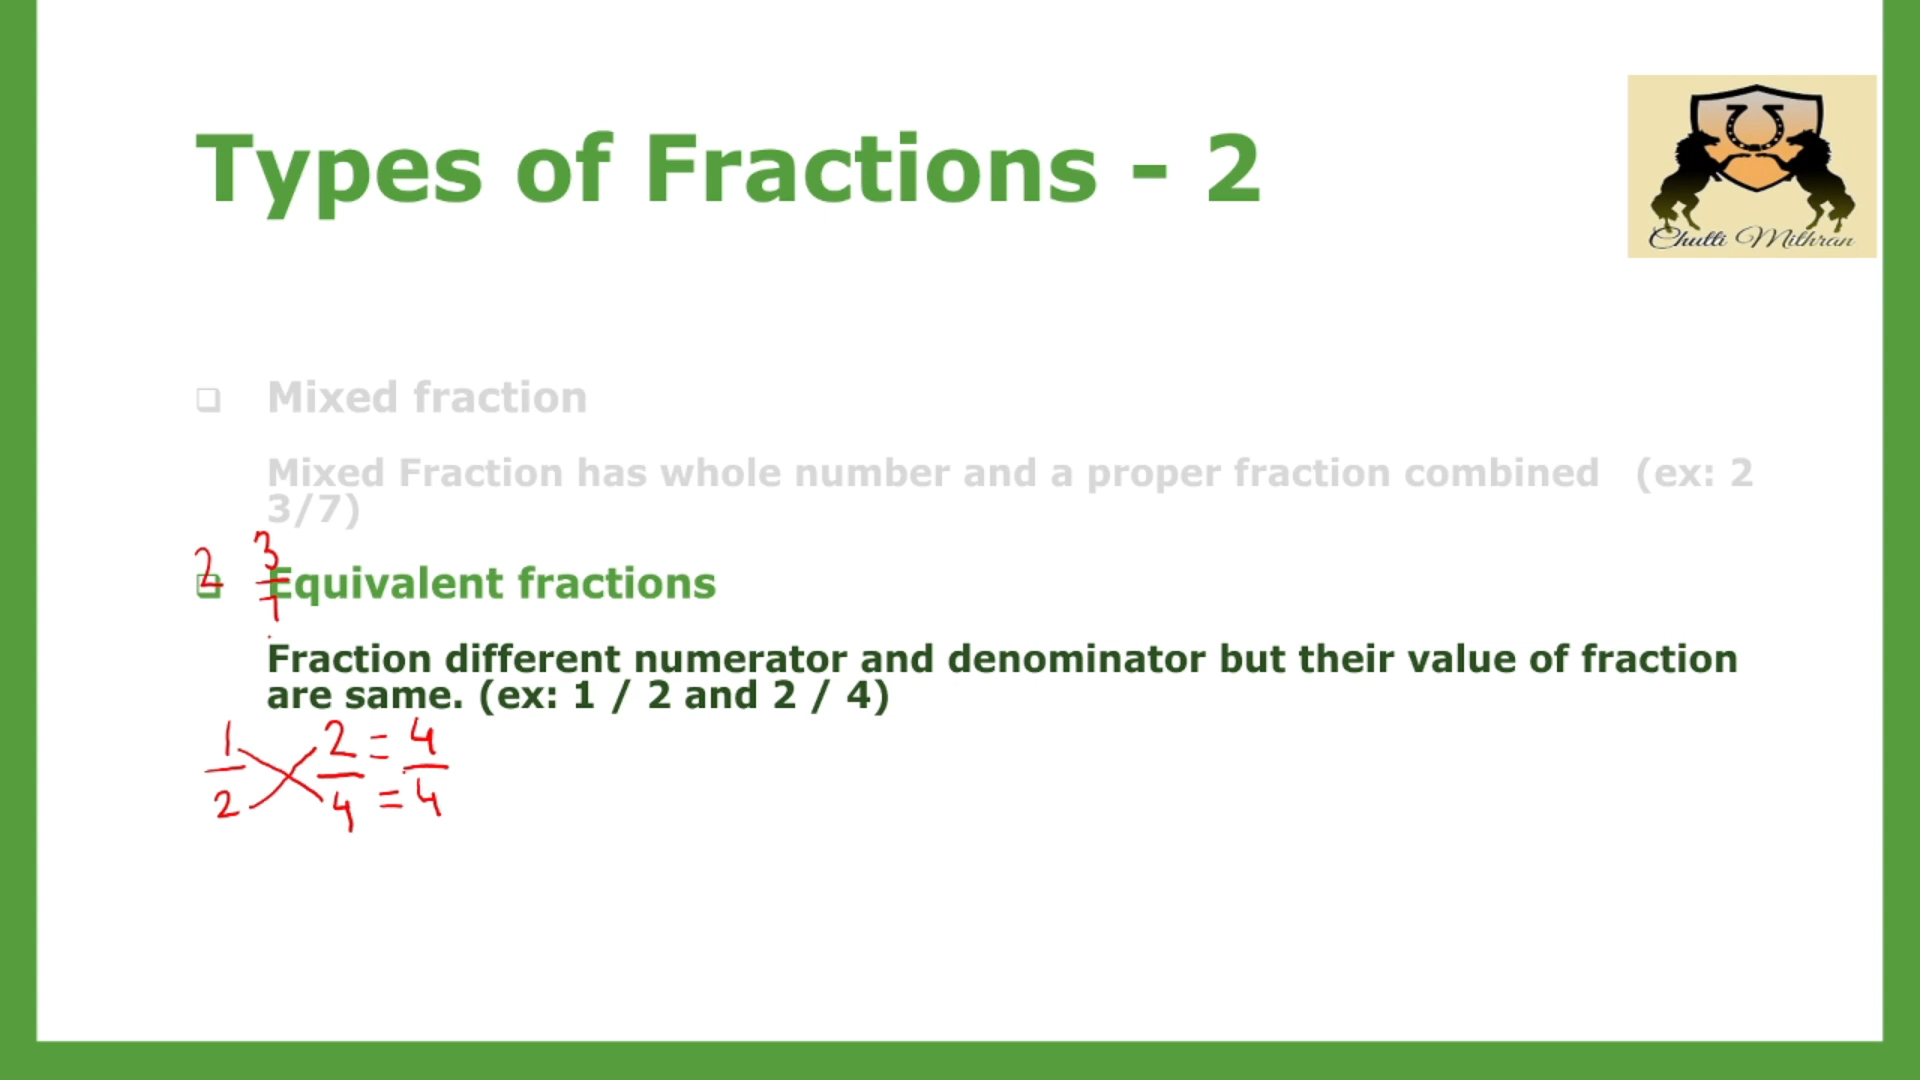 Types of Fractions - 2
Chutti Mithran
❑ Mixed fraction
Mixed Fraction has whole number and a proper fraction combined (ex: 2
3/7)
2 3/7
❑ Equivalent fractions
Fraction different numerator and denominator but their value of fraction
are same. (ex: 1 / 2 and 2 / 4)
1 2 = 4
2 4 = 4